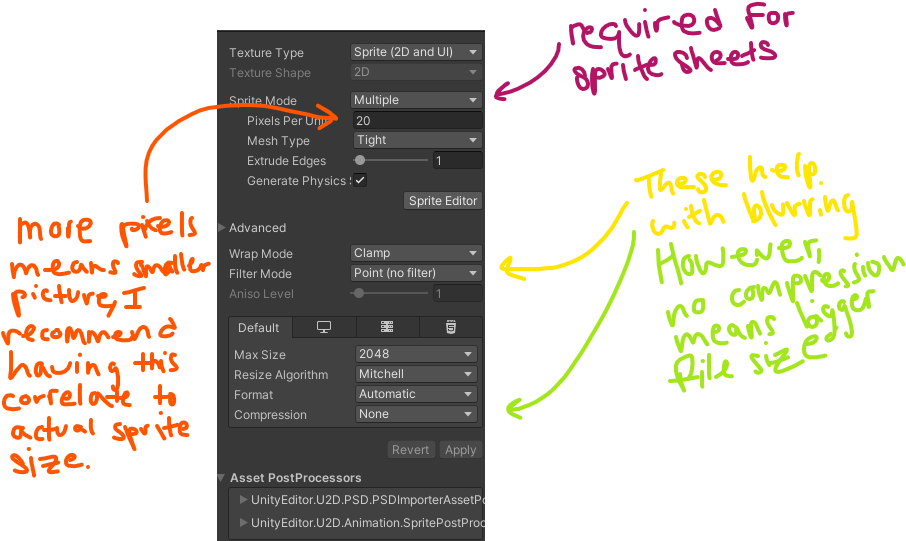 required for
sprite sheets
Texture Type Sprite (2D and UI)
Texture Shape 2D
Sprite Mode Multiple
Pixels Per Uni 20
Mesh Type Tight
Extrude Edges 1
Generate Physics S
Sprite Editor
Advanced
Wrap Mode Clamp
Filter Mode Point (no filter)
Aniso Level 1
Default
Max Size 2048
Resize Algorithm Mitchell
Format Automatic
Compression None
Revert Apply
Asset PostProcessors
UnityEditor.U2D.PSD.PSDImporterAssetPo
UnityEditor.U2D.Animation.SpritePostProc
more pixels
means smaller
picture, I
recommend
having this
correlate to
actual sprite
size.
These help
with blurring
However,
no compression
means bigger
file size